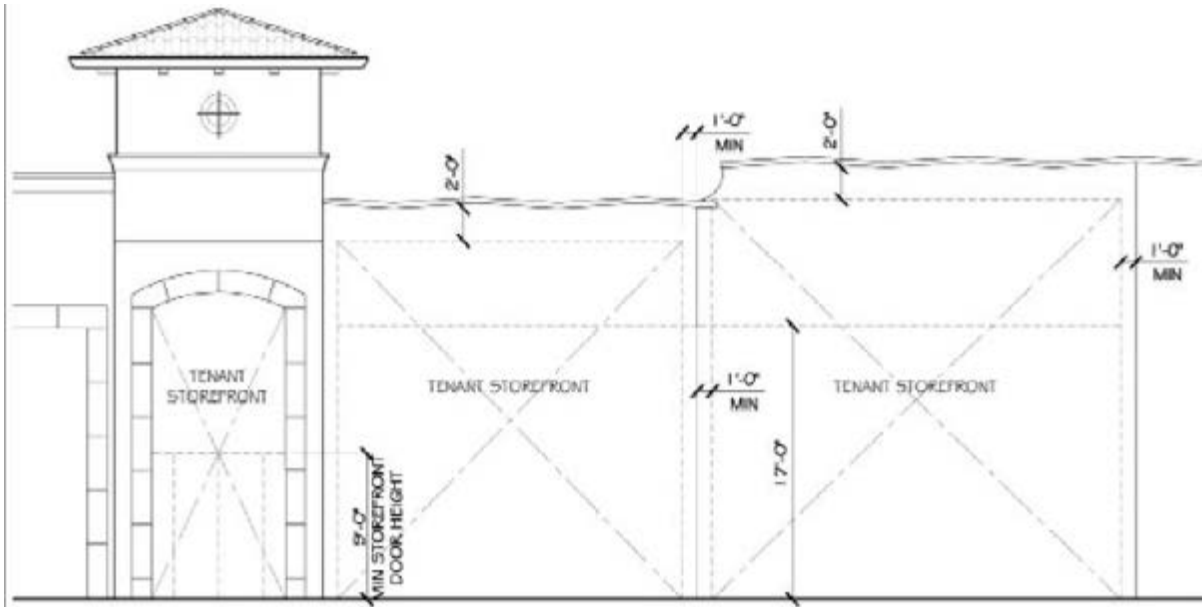 1'-0"
MIN
2'-0"
2'-0"
1'-0"
MIN
TENANT
STOREFRONT
TENANT STOREFRONT
1'-0"
MIN
TENANT STOREFRONT
17'-0"
9'-0"
MIN STOREFRONT
DOOR HEIGHT